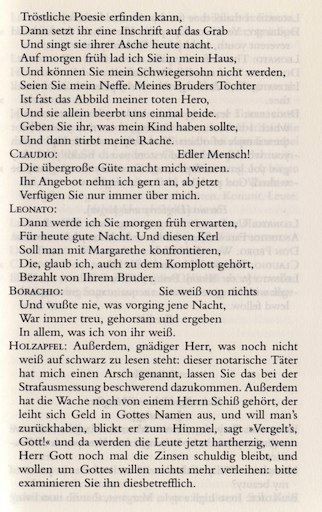 Tröstliche Poesie erfinden kann,
Dann setzt ihr eine Inschrift auf das Grab
Und singt sie ihrer Asche heute nacht.
Auf morgen früh lad ich Sie in mein Haus,
Und können Sie mein Schwiegersohn nicht werden,
Seien Sie mein Neffe. Meines Bruders Tochter
Ist fast das Abbild meiner toten Hero,
Und sie allein beerbt uns einmal beide.
Geben Sie ihr, was mein Kind haben sollte,
Und dann stirbt meine Rache.
CLAUDIO: Edler Mensch!
Die übergroße Güte macht mich weinen.
Ihr Angebot nehm ich gern an, ab jetzt
Verfügen Sie nur immer über mich.
LEONATO:
Dann werde ich Sie morgen früh erwarten,
Für heute gute Nacht. Und diesen Kerl
Soll man mit Margarethe konfrontieren,
Die, glaub ich, auch zu dem Komplott gehört,
Bezahlt von Ihrem Bruder.
BORACHIO: Sie weiß von nichts
Und wußte nie, was vorging jene Nacht,
War immer treu, gehorsam und ergeben
In allem, was ich von ihr weiß.
HOLZAPFEL: Außerdem, gnädiger Herr, was noch nicht
weiß auf schwarz zu lesen steht: dieser notarische Täter
hat mich einen Arsch genannt, lassen Sie das bei der
Strafausmessung beschwerend dazukommen. Außerdem
hat die Wache noch von einem Herrn Schiß gehört, der
leiht sich Geld in Gottes Namen aus, und will man's
zurückhaben, blickt er zum Himmel, sagt »Vergelt's,
Gott!« und da werden die Leute jetzt hartherzig, wenn
Herr Gott noch mal die Zinsen schuldig bleibt, und
wollen um Gottes willen nichts mehr verleihen: bitte
examinieren Sie ihn diesbetrefflich.